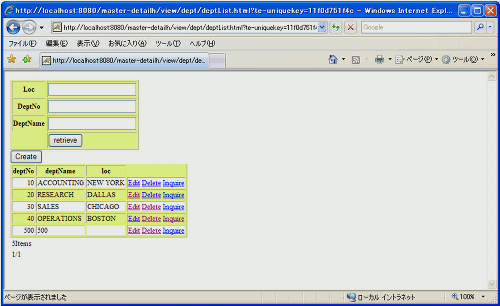 http://localhost:8080/master-detailh/view/dept/deptList.html?te-uniquekey=11f0d751f4c - Windows Internet Expl...
http://localhost:8080/master-detailh/view/dept/deptList.html?te-uniquekey=11f0d751f4c
Google
ファイル(F) 編集(E) 表示(V) お気に入り(A) ツール(T) ヘルプ(H)
http://localhost:8080/master-detailh/view/dept/de...
ページ(P) ツール(O)
Loc
DeptNo
DeptName
retrieve
Create
deptNo deptName loc
10 ACCOUNTING NEW YORK Edit Delete Inquire
20 RESEARCH DALLAS Edit Delete Inquire
30 SALES CHICAGO Edit Delete Inquire
40 OPERATIONS BOSTON Edit Delete Inquire
500 500 Edit Delete Inquire
5Items
1/1
ページが表示されました ローカル イントラネット 100%